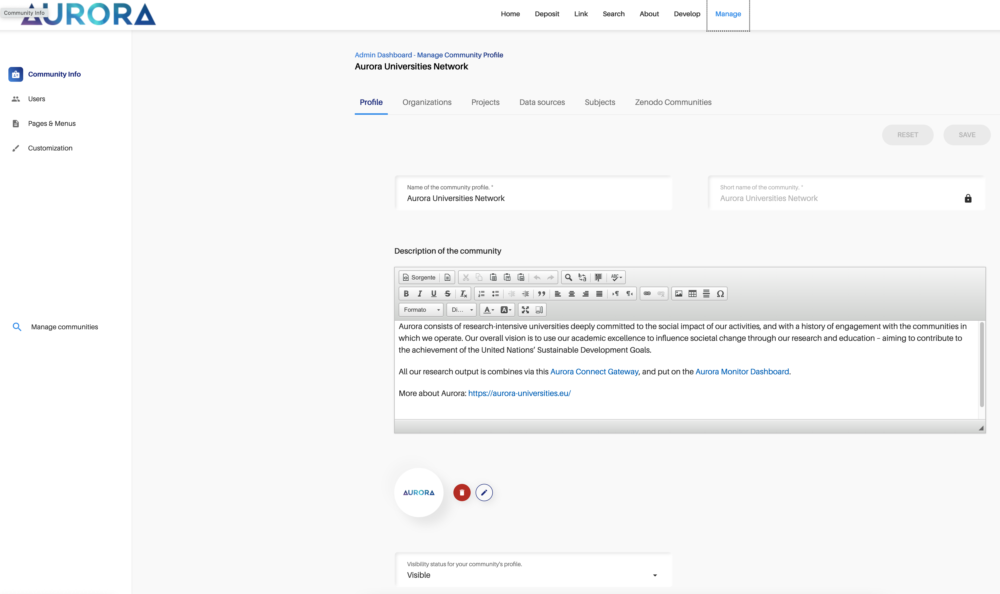 AURORA
Community Info
Home Deposit Link Search About Develop Manage
Community Info
Users
Pages & Menus
Customization
Manage communities
Admin Dashboard - Manage Community Profile
Aurora Universities Network
Profile Organizations Projects Data sources Subjects Zenodo Communities
RESET SAVE
Name of the community profile. *
Aurora Universities Network
Short name of the community. *
Aurora Universities Network
Description of the community
Sorgente
Formato Di...
Aurora consists of research-intensive universities deeply committed to the social impact of our activities, and with a history of engagement with the communities in
which we operate. Our overall vision is to use our academic excellence to influence societal change through our research and education – aiming to contribute to
the achievement of the United Nations’ Sustainable Development Goals.
All our research output is combines via this Aurora Connect Gateway, and put on the Aurora Monitor Dashboard.
More about Aurora: https://aurora-universities.eu/
AURORA
Visibility status for your community's profile.
Visible